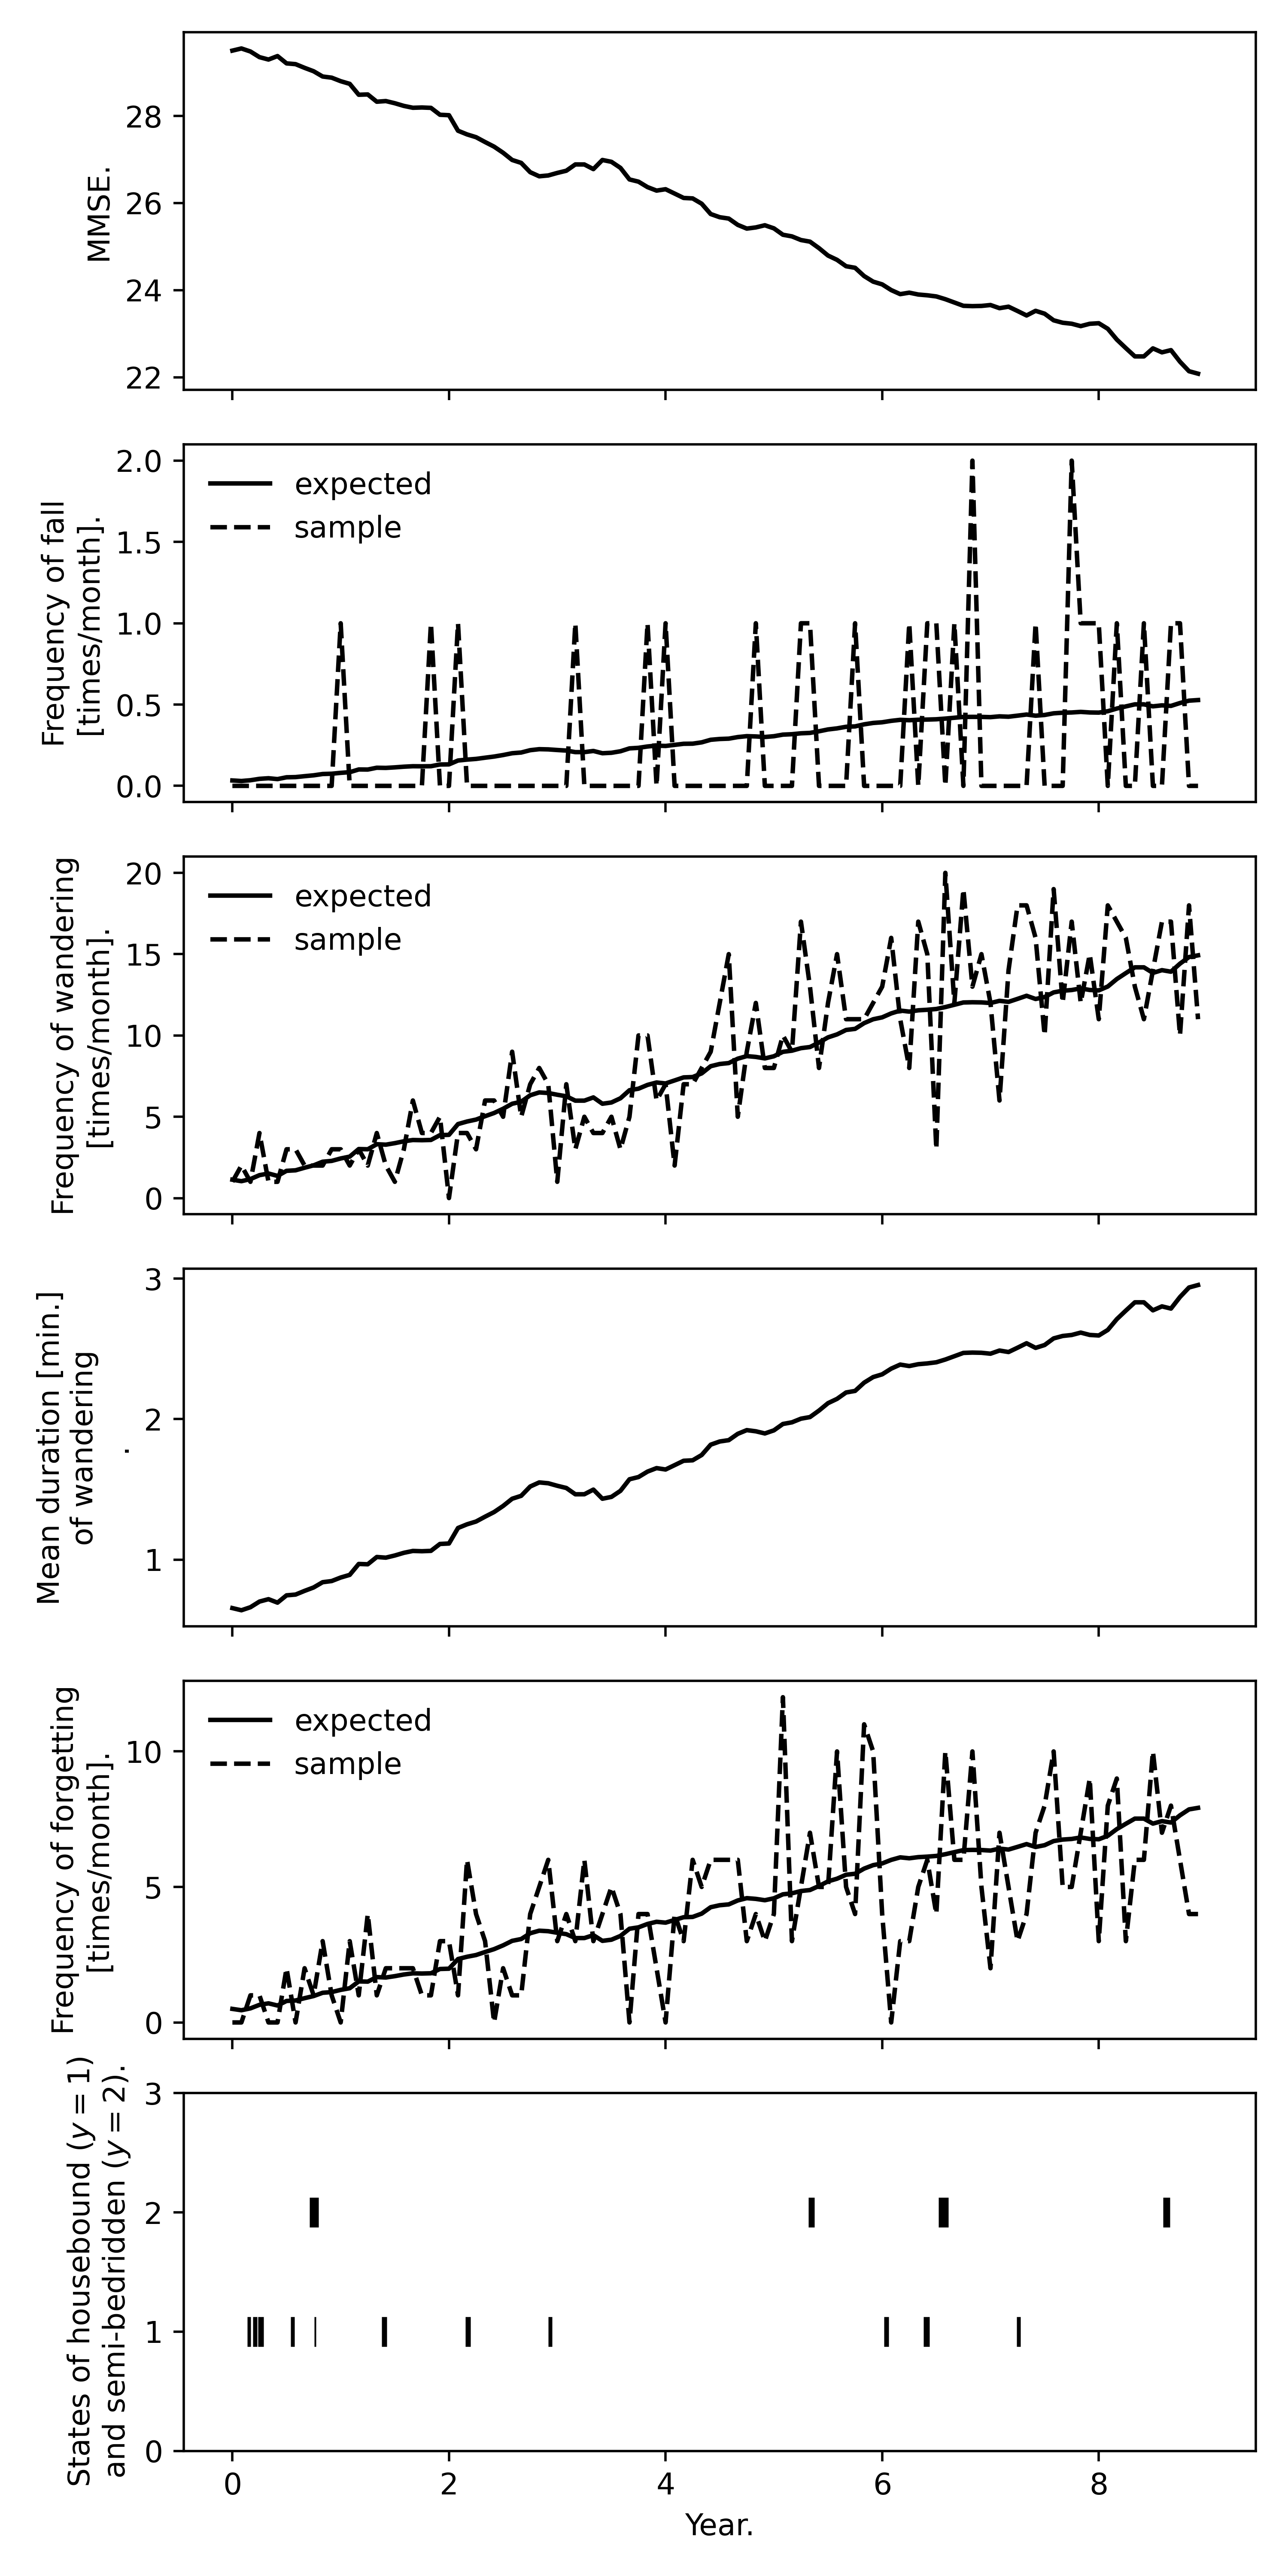 MMSE.
28
26
24
22
Frequency of fall
[times/month].
2.0
1.5
1.0
0.5
0.0
expected
sample
Frequency of wandering
[times/month].
20
15
10
5
0
expected
sample
Mean duration [min.]
of wandering
.
3
2
1
Frequency of forgetting
[times/month].
10
5
0
expected
sample
States of housebound (y = 1)
and semi-bedridden (y = 2).
3
2
1
0
0 2 4 6 8
Year.